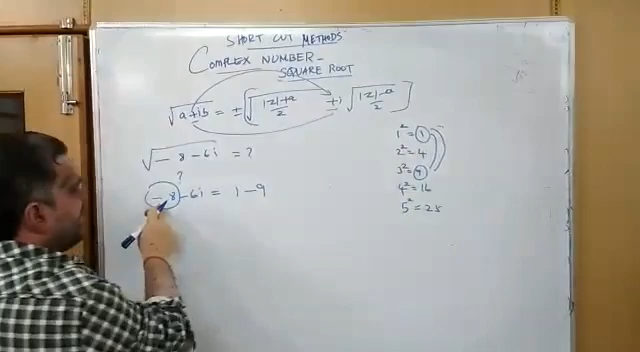 SHORT CUT METHODS
COMPLEX NUMBER -
SQUARE ROOT
√a±ib = ± [√|z|+a/2 ± i √|z|-a/2]
√-8-6i = ?
?
-8-6i = 1-9
1² = 1
2² = 4
3² = 9
4² = 16
5² = 25